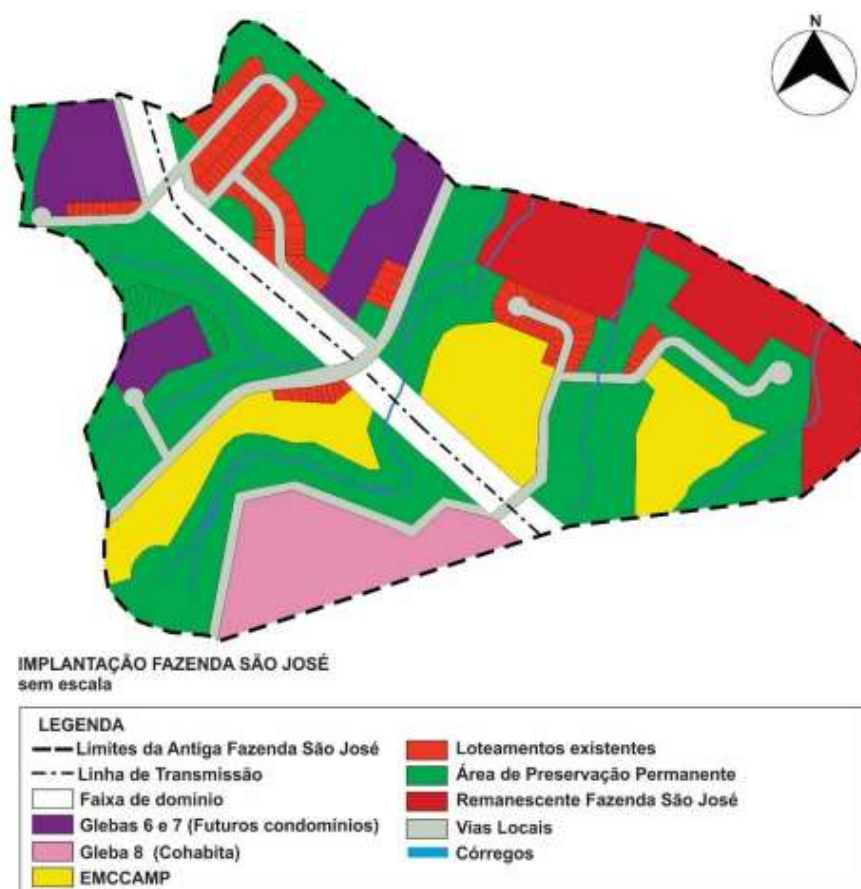 N
IMPLANTAÇÃO FAZENDA SÃO JOSÉ
sem escala
LEGENDA
Limites da Antiga Fazenda São José
Linha de Transmissão
Faixa de domínio
Glebas 6 e 7 (Futuros condomínios)
Gleba 8 (Cohabita)
EMCCAMP
Loteamentos existentes
Área de Preservação Permanente
Remanescente Fazenda São José
Vias Locais
Córregos